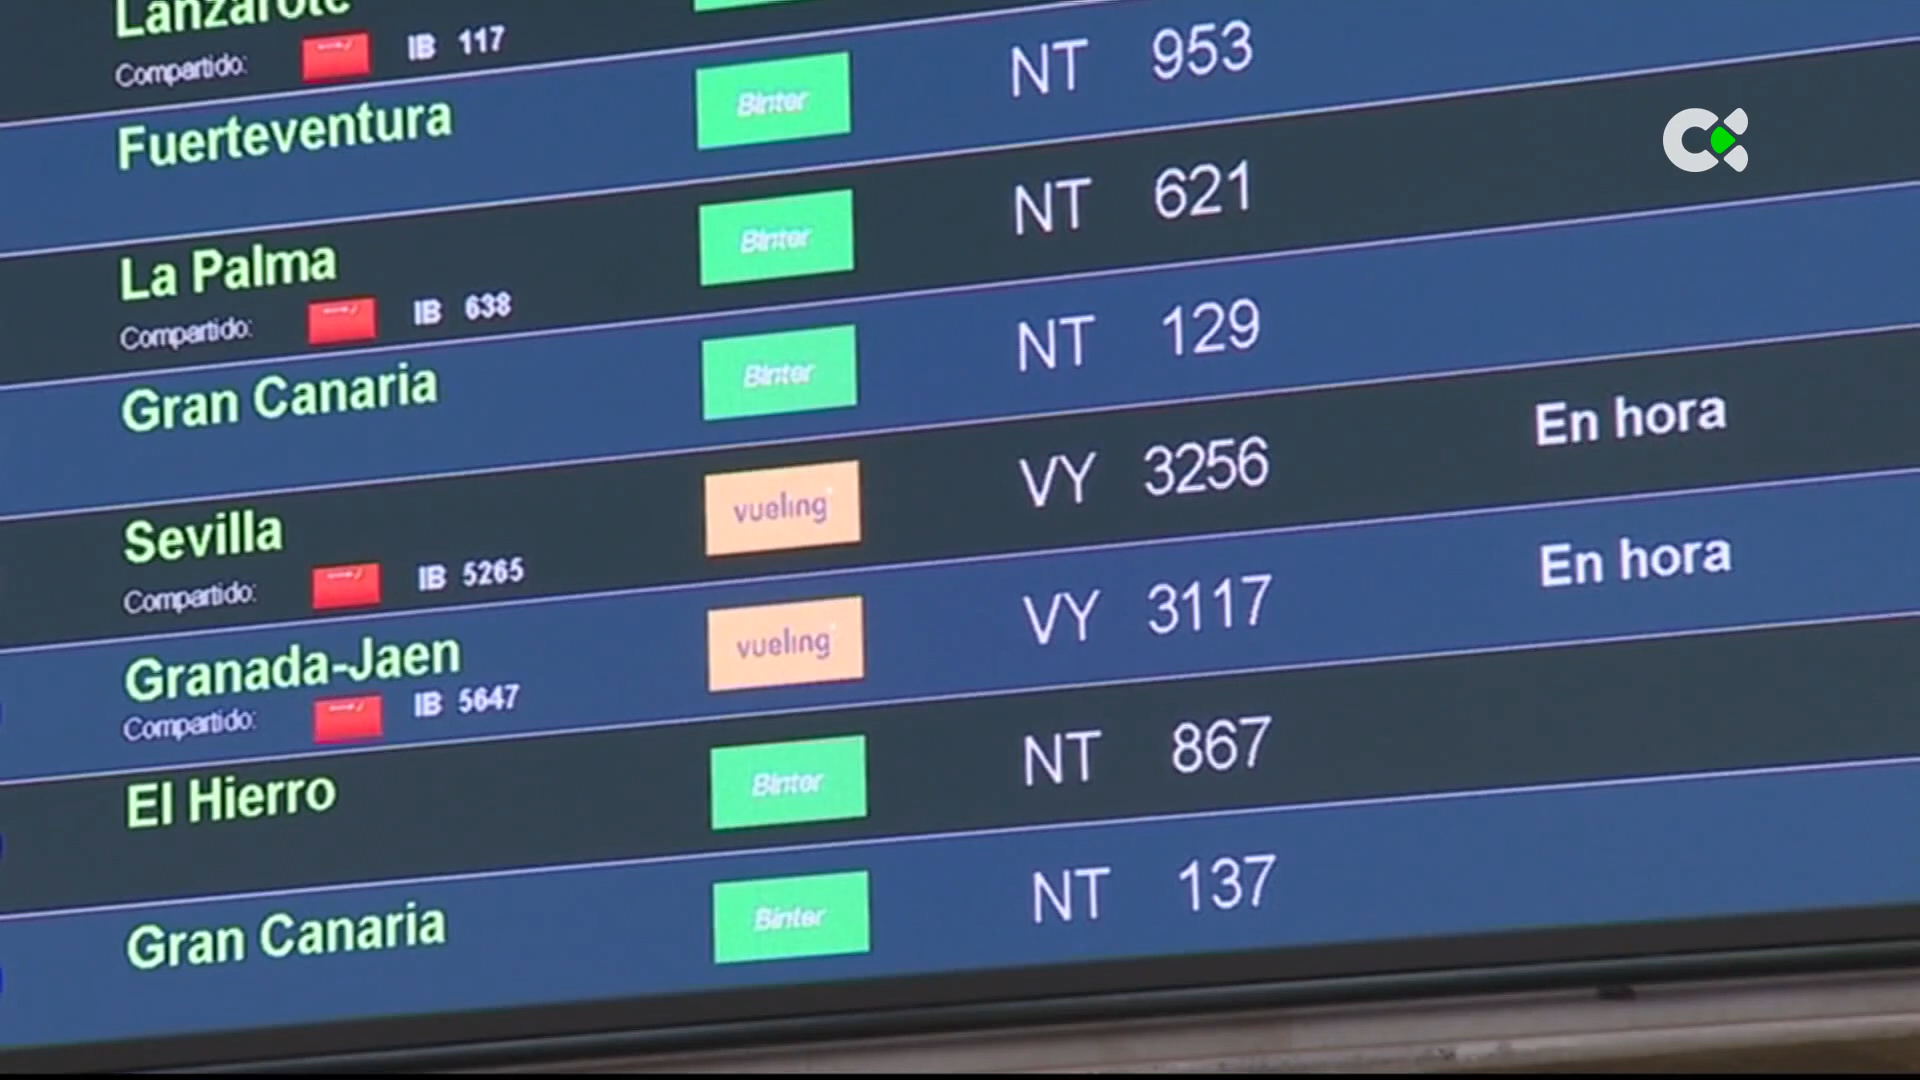 Lanzarote
Compartido: IB 117
Fuerteventura Binter NT 953
La Palma Binter NT 621
Compartido: IB 638
Gran Canaria Binter NT 129
Sevilla vueling VY 3256 En hora
Compartido: IB 5265
Granada-Jaen vueling VY 3117 En hora
Compartido: IB 5647
El Hierro Binter NT 867
Gran Canaria Binter NT 137